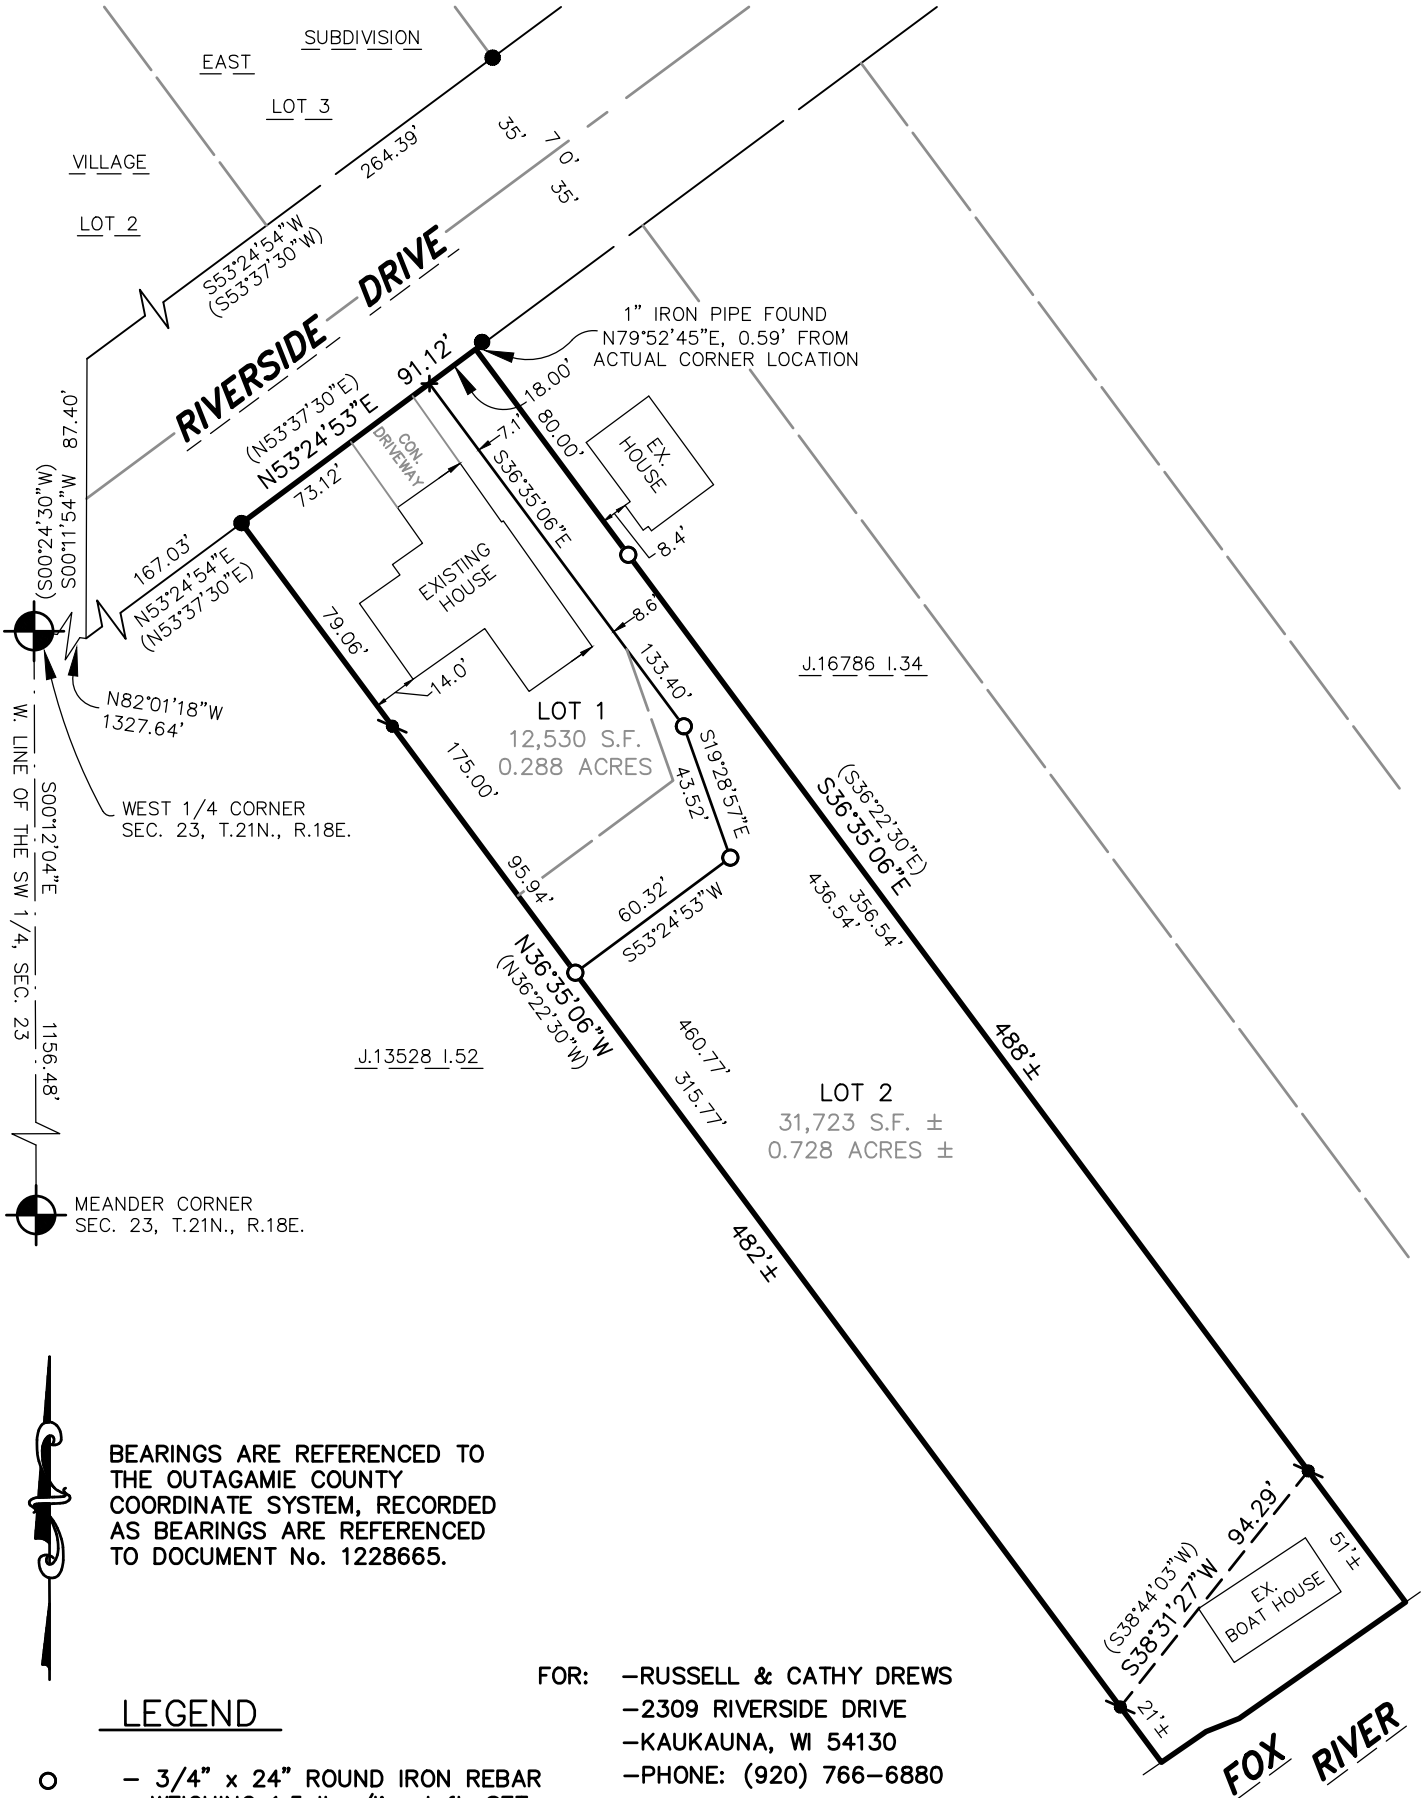 SUBDIVISION
EAST
LOT 3
VILLAGE
LOT 2
264.39'
35'
70'
35'
S53°24'54"W
(S53°37'30"W)
RIVERSIDE DRIVE
87.40'
S00°11'54"W
(S00°24'30"W)
1" IRON PIPE FOUND
N79°52'45"E, 0.59' FROM
ACTUAL CORNER LOCATION
91.12'
(N53°37'30"E)
N53°24'53"E
73.12'
18.00'
80.00'
7.1'
CON.
DRIVEWAY
EX.
HOUSE
8.4'
S36°35'06"E
EXISTING
HOUSE
167.03'
N53°24'54"E
(N53°37'30"E)
79.06'
14.0'
8.6'
133.40'
J.16786 I.34
N82°01'18"W
1327.64'
LOT 1
12,530 S.F.
0.288 ACRES
175.00'
S19°28'57"E
43.52'
WEST 1/4 CORNER
SEC. 23, T.21N., R.18E.
W. LINE OF THE SW 1/4, SEC. 23
S00°12'04"E
1156.48'
(S36°22'30"E)
S36°35'06"E
356.54'
436.54'
95.94'
60.32'
S53°24'53"W
N36°35'06"W
(N36°22'30"W)
J.13528 I.52
460.77'
315.77'
488'±
LOT 2
31,723 S.F. ±
0.728 ACRES ±
MEANDER CORNER
SEC. 23, T.21N., R.18E.
482'±
BEARINGS ARE REFERENCED TO
THE OUTAGAMIE COUNTY
COORDINATE SYSTEM, RECORDED
AS BEARINGS ARE REFERENCED
TO DOCUMENT No. 1228665.
94.29'
(S38°44'03"W)
S38°31'27"W
51'±
EX.
BOAT HOUSE
21'±
FOX RIVER
FOR: -RUSSELL & CATHY DREWS
-2309 RIVERSIDE DRIVE
-KAUKAUNA, WI 54130
-PHONE: (920) 766-6880
LEGEND
- 3/4" x 24" ROUND IRON REBAR